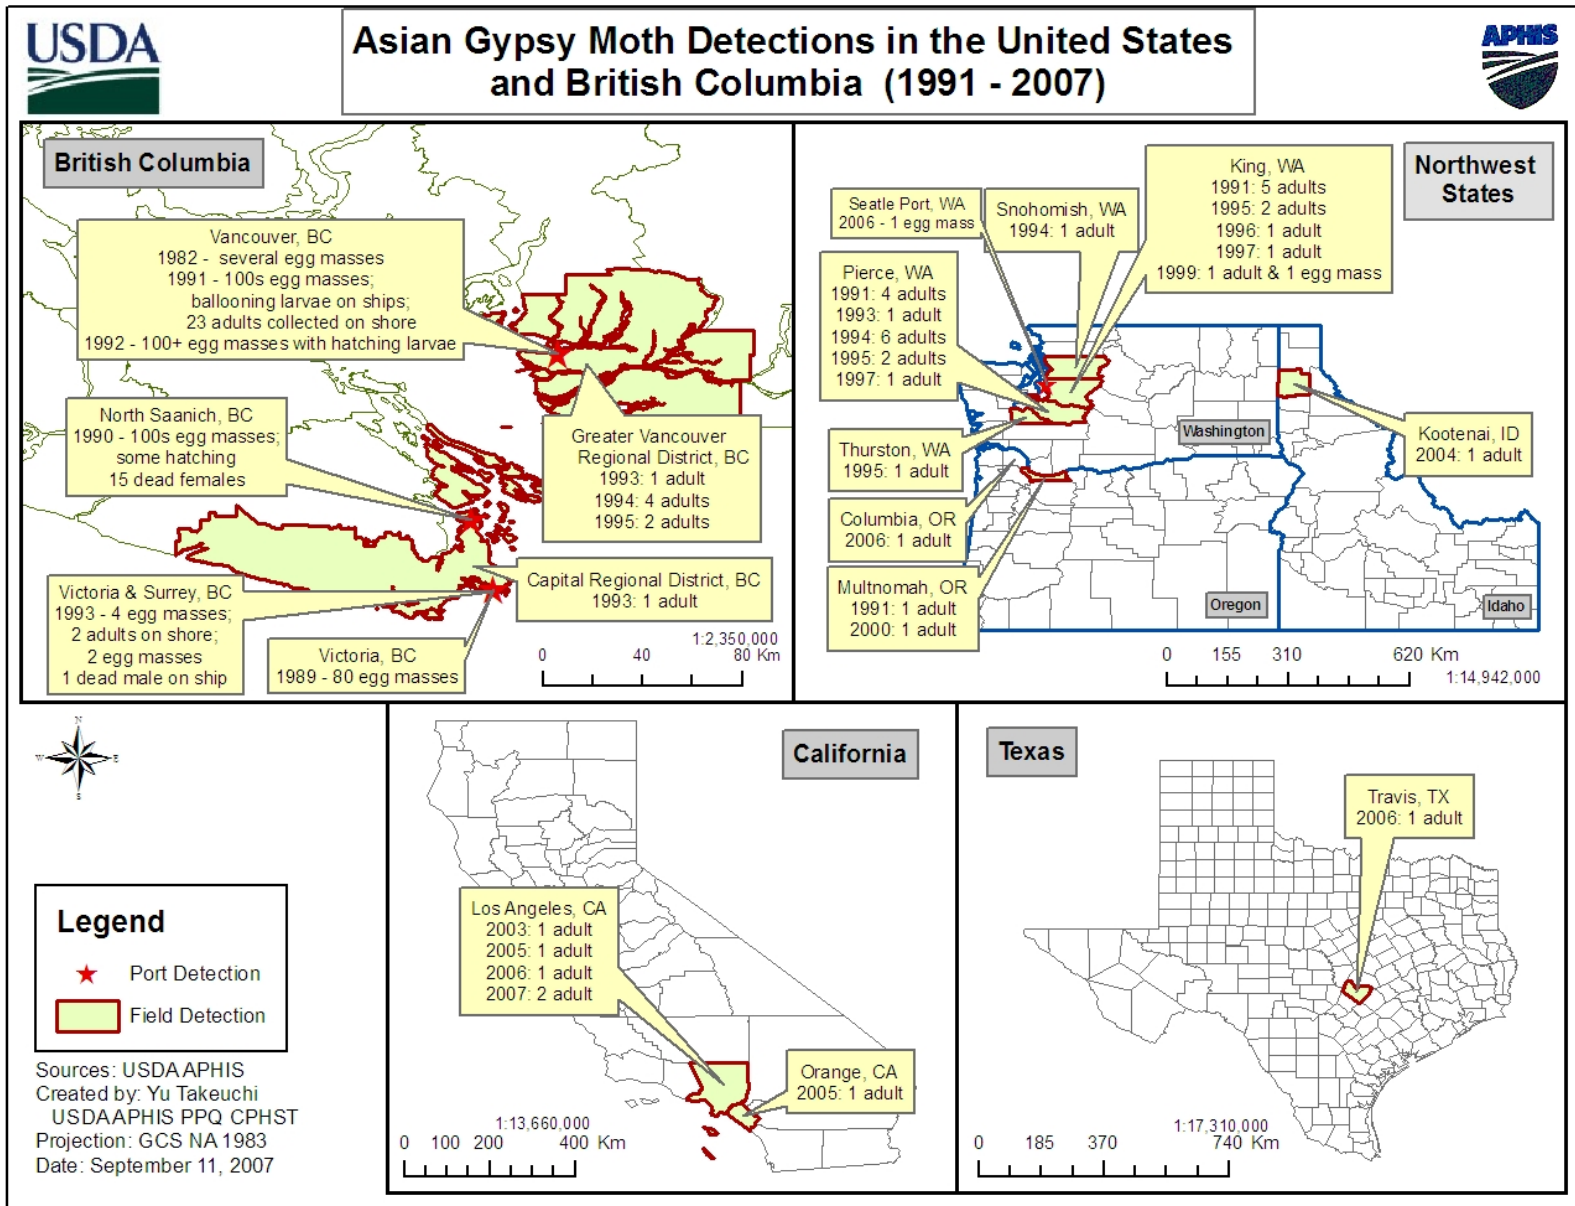 USDA
Asian Gypsy Moth Detections in the United States
and British Columbia (1991 - 2007)
APHIS
British Columbia
Vancouver, BC
1982 - several egg masses
1991 - 100s egg masses;
ballooning larvae on ships;
23 adults collected on shore
1992 - 100+ egg masses with hatching larvae
North Saanich, BC
1990 - 100s egg masses;
some hatching
15 dead females
Greater Vancouver
Regional District, BC
1993: 1 adult
1994: 4 adults
1995: 2 adults
Capital Regional District, BC
1993: 1 adult
Victoria & Surrey, BC
1993 - 4 egg masses;
2 adults on shore;
2 egg masses
1 dead male on ship
Victoria, BC
1989 - 80 egg masses
1:2,350,000
0 40 80 Km
Northwest
States
Seatle Port, WA
2006 - 1 egg mass
Snohomish, WA
1994: 1 adult
King, WA
1991: 5 adults
1995: 2 adults
1996: 1 adult
1997: 1 adult
1999: 1 adult & 1 egg mass
Pierce, WA
1991: 4 adults
1993: 1 adult
1994: 6 adults
1995: 2 adults
1997: 1 adult
Thurston, WA
1995: 1 adult
Columbia, OR
2006: 1 adult
Multnomah, OR
1991: 1 adult
2000: 1 adult
Kootenai, ID
2004: 1 adult
Washington
Oregon
Idaho
0 155 310 620 Km
1:14,942,000
N
W E
S
Legend
Port Detection
Field Detection
Sources: USDA APHIS
Created by: Yu Takeuchi
USDA APHIS PPQ CPHST
Projection: GCS NA 1983
Date: September 11, 2007
California
Los Angeles, CA
2003: 1 adult
2005: 1 adult
2006: 1 adult
2007: 2 adult
Orange, CA
2005: 1 adult
1:13,660,000
0 100 200 400 Km
Texas
Travis, TX
2006: 1 adult
1:17,310,000
0 185 370 740 Km